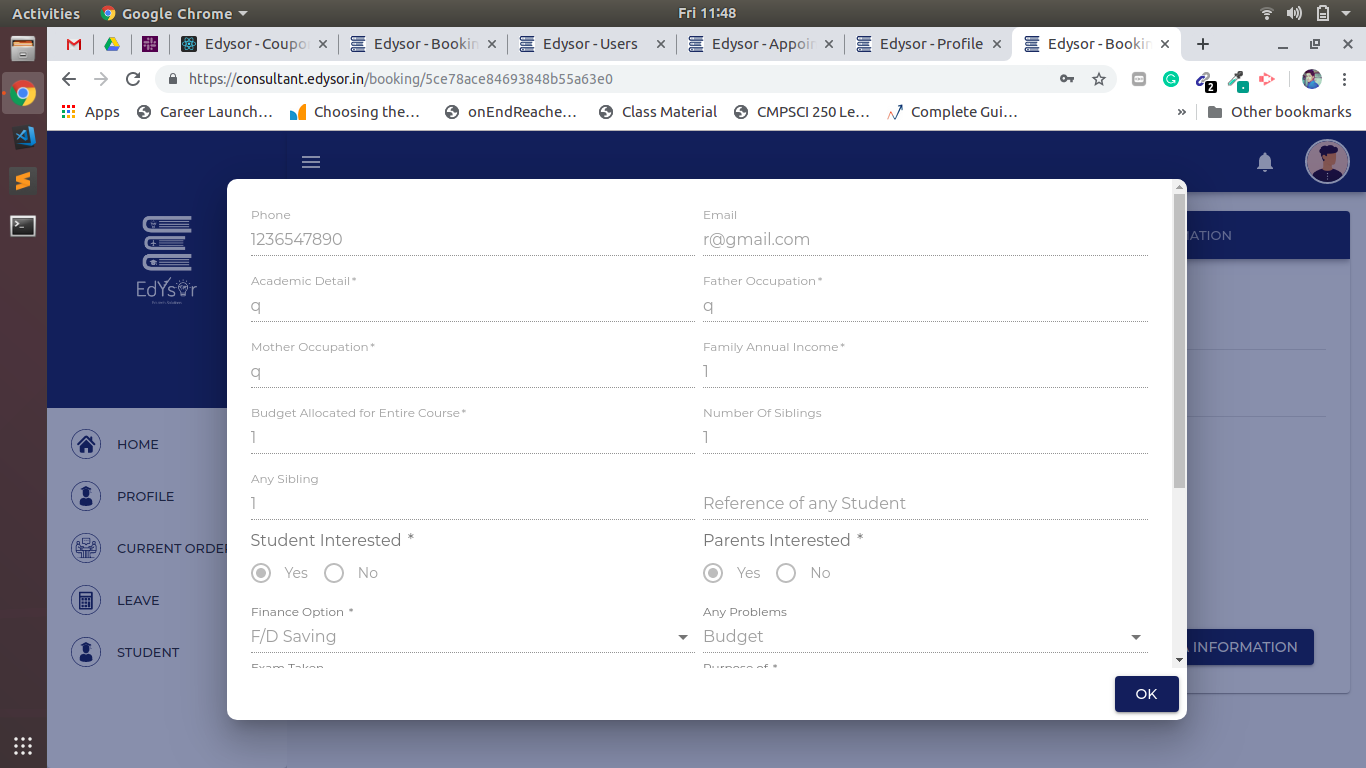 Activities Google Chrome Fri 11:48
Edysor - Coupo Edysor - Bookin Edysor - Users Edysor - Appoin Edysor - Profile Edysor - Bookin
https://consultant.edysor.in/booking/5ce78ace84693848b55a63e0
2
Apps Career Launch… Choosing the… onEndReache… Class Material CMPSCI 250 Le… Complete Gui… » Other bookmarks
EdYsor
MATION
HOME
PROFILE
CURRENT ORDE
LEAVE
STUDENT
Phone Email
1236547890 r@gmail.com
Academic Detail* Father Occupation*
q q
Mother Occupation* Family Annual Income*
q 1
Budget Allocated for Entire Course* Number Of Siblings
1 1
Any Sibling
1 Reference of any Student
Student Interested * Parents Interested *
Yes No Yes No
Finance Option * Any Problems
F/D Saving Budget
Exam Taken Purpose of *
A INFORMATION
OK